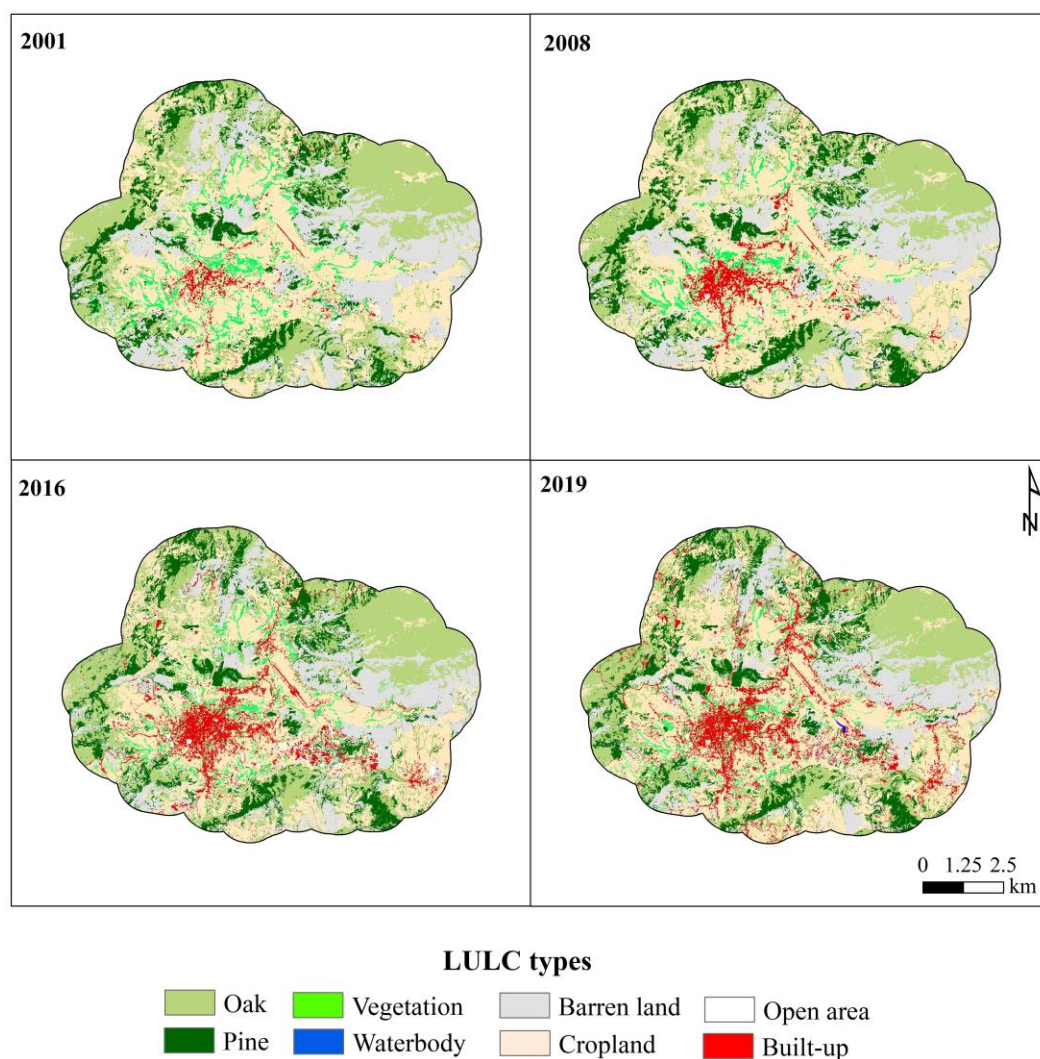 2001
2008
2016
2019
N
0 1.25 2.5
km
LULC types
Oak Vegetation Barren land Open area
Pine Waterbody Cropland Built-up